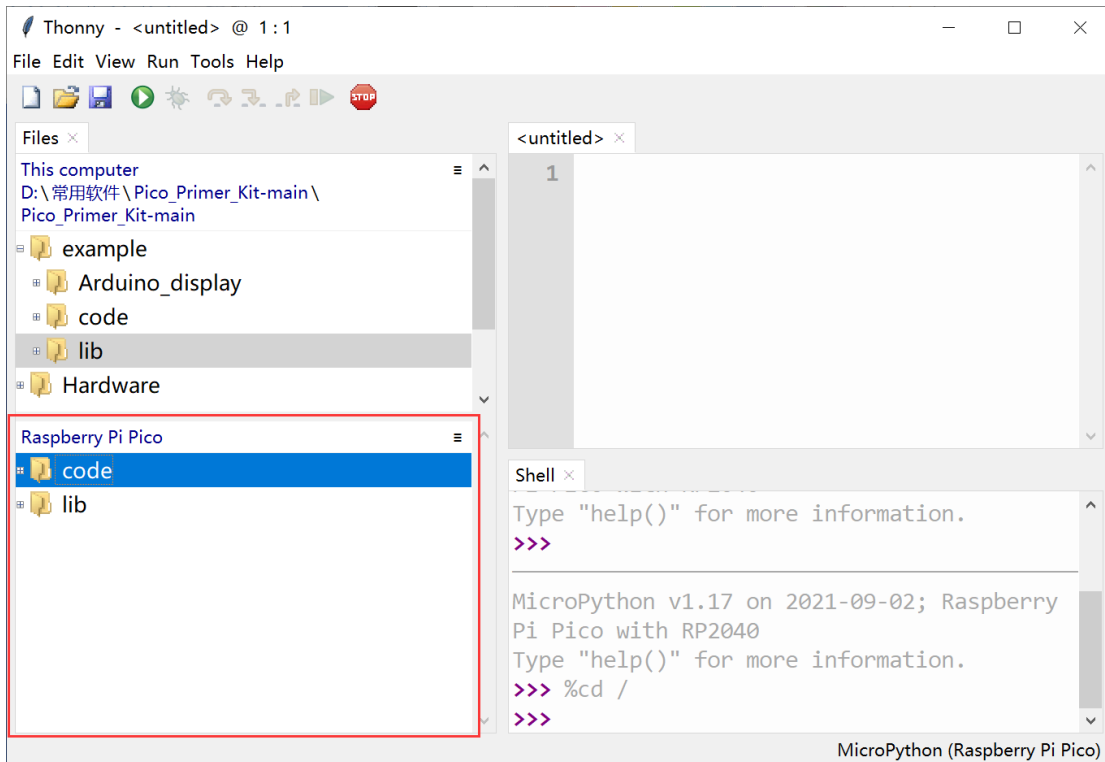 Thonny - <untitled> @ 1:1
File Edit View Run Tools Help
STOP
Files
This computer
D:\常用软件\Pico_Primer_Kit-main\
Pico_Primer_Kit-main
example
Arduino_display
code
lib
Hardware
Raspberry Pi Pico
code
lib
<untitled>
1
Shell
Type "help()" for more information.
>>>
MicroPython v1.17 on 2021-09-02; Raspberry
Pi Pico with RP2040
Type "help()" for more information.
>>> %cd /
>>>
MicroPython (Raspberry Pi Pico)